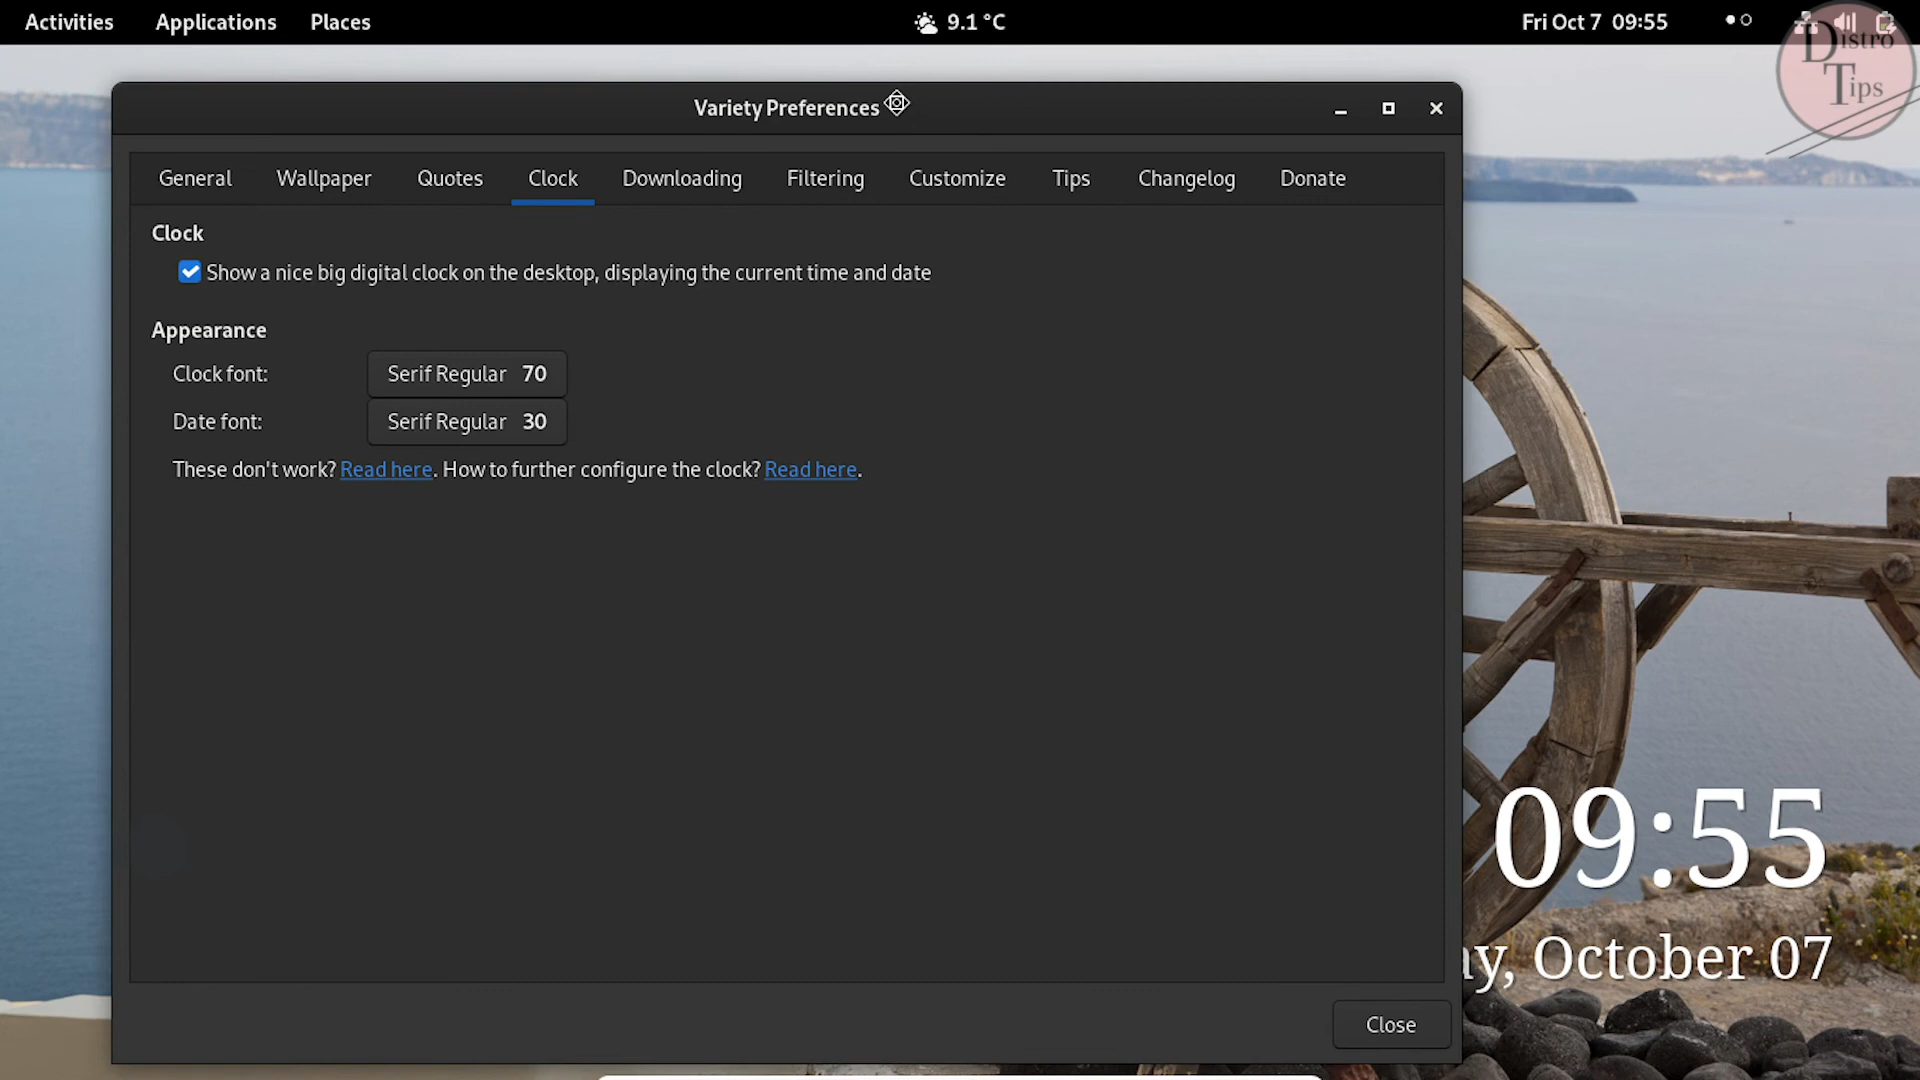 Activities Applications Places 9.1 °C Fri Oct 7 09:55
Distro
Tips
Variety Preferences
General Wallpaper Quotes Clock Downloading Filtering Customize Tips Changelog Donate
Clock
Show a nice big digital clock on the desktop, displaying the current time and date
Appearance
Clock font: Serif Regular 70
Date font: Serif Regular 30
These don't work? Read here. How to further configure the clock? Read here.
09:55
ay, October 07
Close